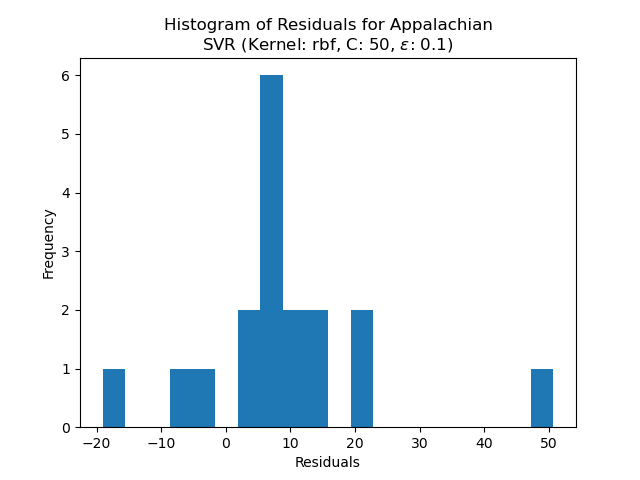 Histogram of Residuals for Appalachian
SVR (Kernel: rbf, C: 50, ε: 0.1)
6
5
4
3
2
1
0
Frequency
−20 −10 0 10 20 30 40 50
Residuals